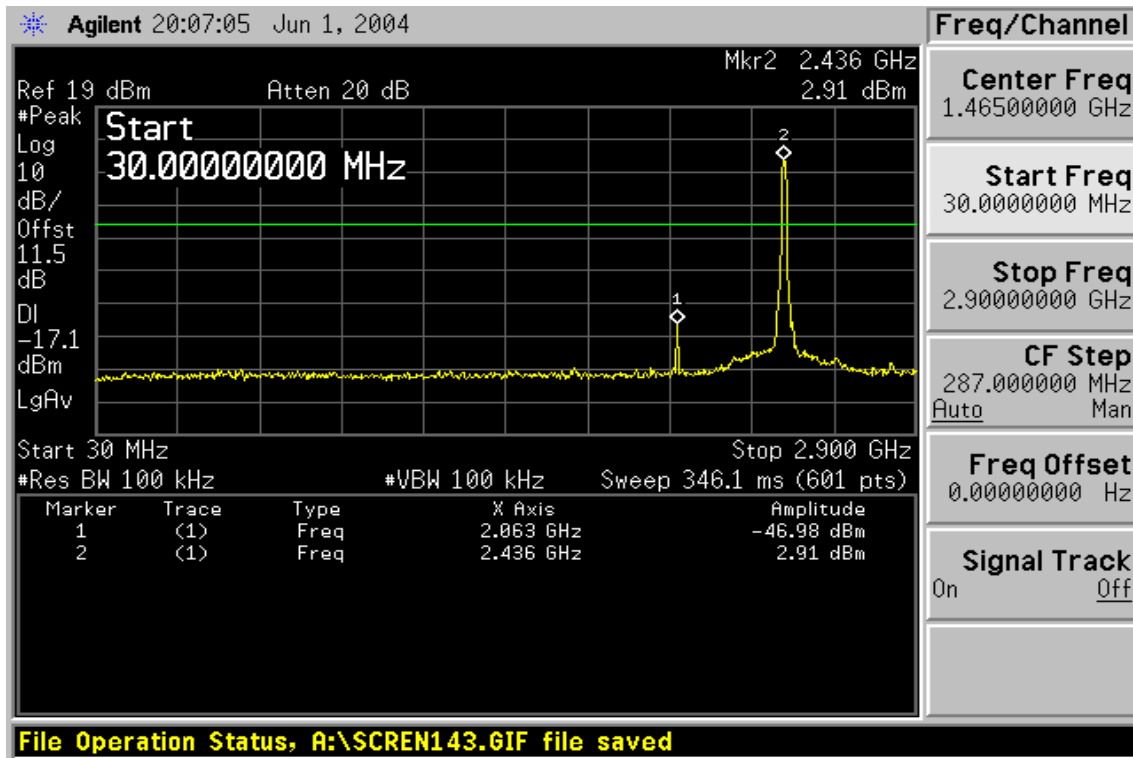 Agilent 20:07:05 Jun 1, 2004
Freq/Channel
Mkr2 2.436 GHz
Ref 19 dBm Atten 20 dB 2.91 dBm
#Peak
Log
10
dB/
Offst
11.5
dB
DI
-17.1
dBm
LgAv
Start
30.00000000 MHz
1
2
Start 30 MHz Stop 2.900 GHz
#Res BW 100 kHz #VBW 100 kHz Sweep 346.1 ms (601 pts)
Marker Trace Type X Axis Amplitude
1 (1) Freq 2.063 GHz -46.98 dBm
2 (1) Freq 2.436 GHz 2.91 dBm
Center Freq
1.46500000 GHz
Start Freq
30.0000000 MHz
Stop Freq
2.90000000 GHz
CF Step
287.000000 MHz
Auto Man
Freq Offset
0.00000000 Hz
Signal Track
On Off
File Operation Status, A:\SCREN143.GIF file saved